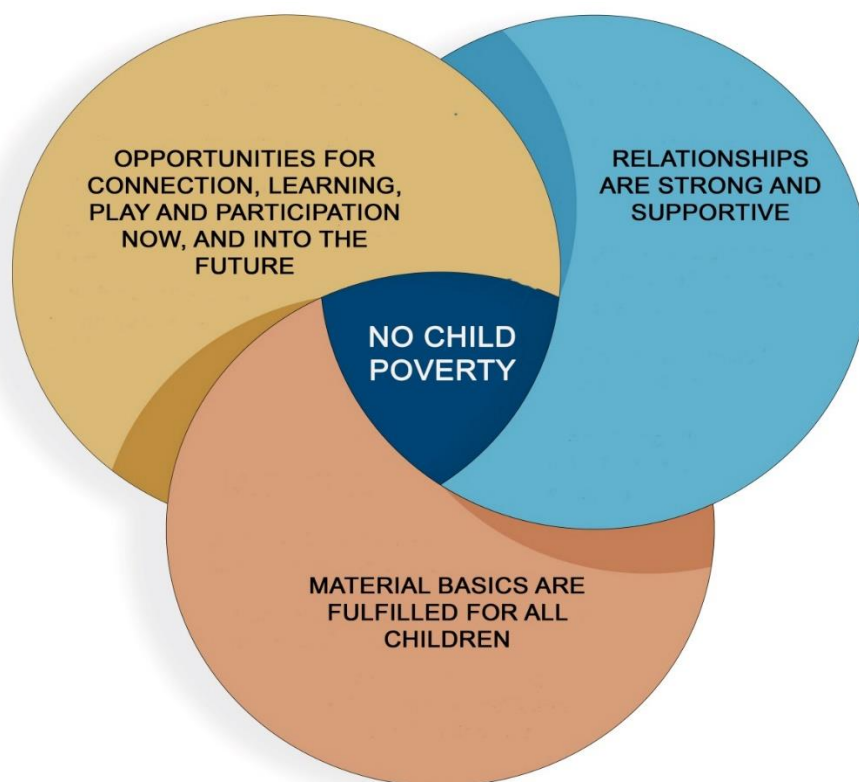 OPPORTUNITIES FOR
CONNECTION, LEARNING,
PLAY AND PARTICIPATION
NOW, AND INTO THE
FUTURE
RELATIONSHIPS
ARE STRONG AND
SUPPORTIVE
NO CHILD
POVERTY
MATERIAL BASICS ARE
FULFILLED FOR ALL
CHILDREN